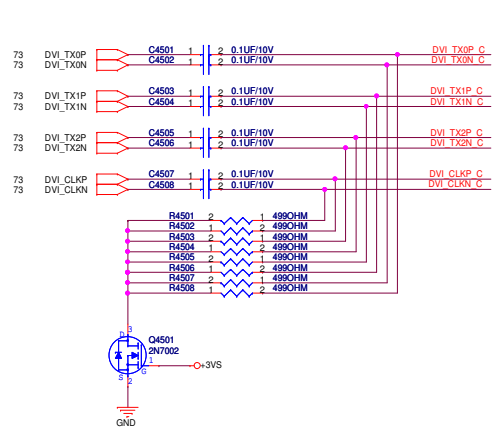 73 DVI_TX0P C4501 1 2 0.1UF/10V DVI_TX0P_C
73 DVI_TX0N C4502 1 2 0.1UF/10V DVI_TX0N_C
73 DVI_TX1P C4503 1 2 0.1UF/10V DVI_TX1P_C
73 DVI_TX1N C4504 1 2 0.1UF/10V DVI_TX1N_C
73 DVI_TX2P C4505 1 2 0.1UF/10V DVI_TX2P_C
73 DVI_TX2N C4506 1 2 0.1UF/10V DVI_TX2N_C
73 DVI_CLKP C4507 1 2 0.1UF/10V DVI_CLKP_C
73 DVI_CLKN C4508 1 2 0.1UF/10V DVI_CLKN_C
R4501 2 1 499OHM
R4502 1 2 499OHM
R4503 2 1 499OHM
R4504 1 2 499OHM
R4505 2 1 499OHM
R4506 1 2 499OHM
R4507 2 1 499OHM
R4508 1 2 499OHM
3
D
Q4501
2N7002
1
G
+3VS
S
2
GND